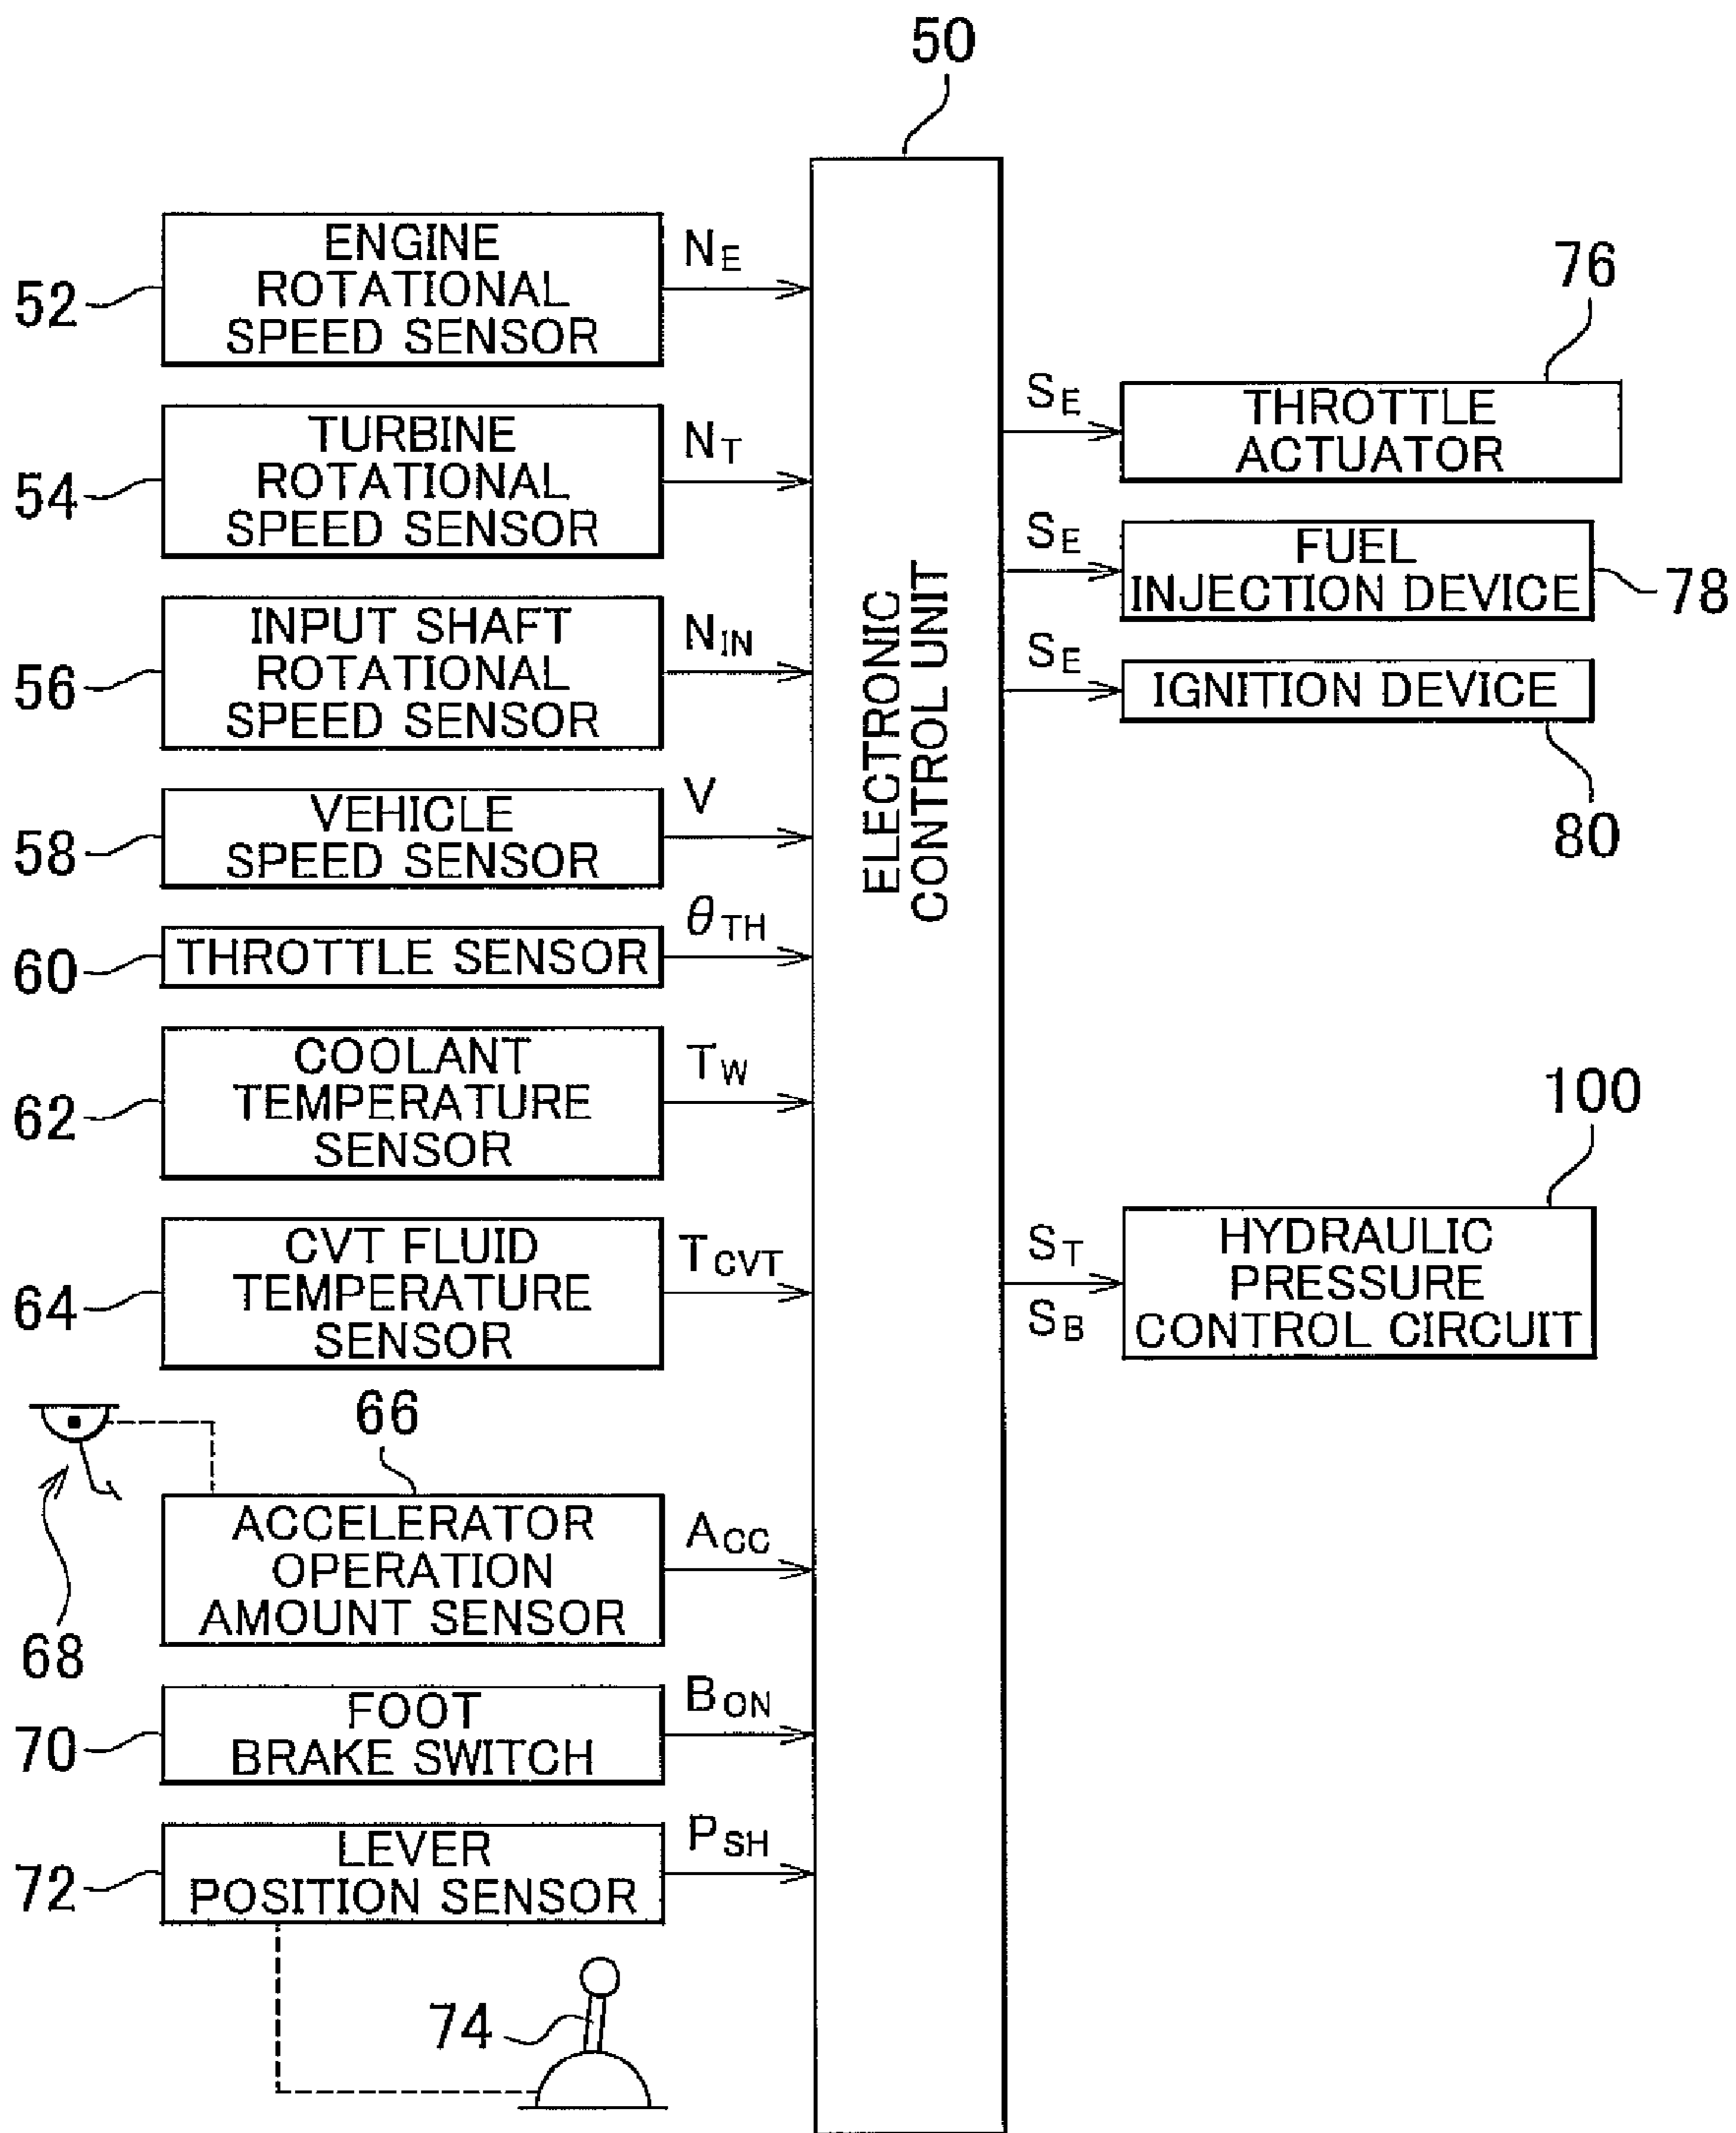 50
52
ENGINE
ROTATIONAL
SPEED SENSOR
NE
54
TURBINE
ROTATIONAL
SPEED SENSOR
NT
56
INPUT SHAFT
ROTATIONAL
SPEED SENSOR
NIN
58
VEHICLE
SPEED SENSOR
V
60
THROTTLE SENSOR
θTH
62
COOLANT
TEMPERATURE
SENSOR
TW
64
CVT FLUID
TEMPERATURE
SENSOR
TCVT
66
68
ACCELERATOR
OPERATION
AMOUNT SENSOR
ACC
70
FOOT
BRAKE SWITCH
BON
72
LEVER
POSITION SENSOR
PSH
74
ELECTRONIC
CONTROL UNIT
76
SE
THROTTLE
ACTUATOR
SE
FUEL
INJECTION DEVICE
78
SE
IGNITION DEVICE
80
100
ST
SB
HYDRAULIC
PRESSURE
CONTROL CIRCUIT